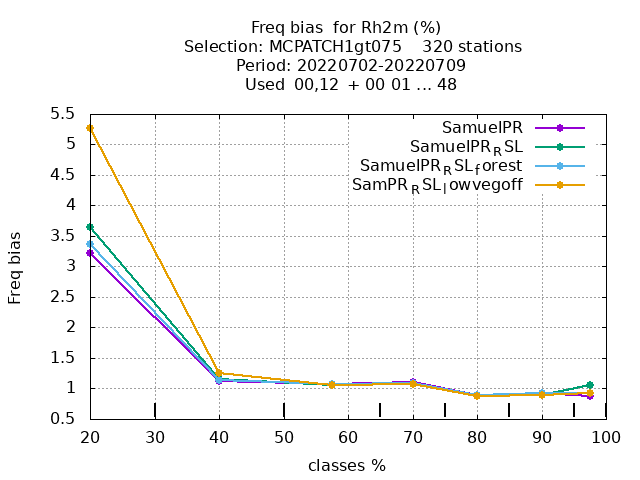 Freq bias  for Rh2m (%)
Selection: MCPATCH1gt075    320 stations
Period: 20220702-20220709
Used  00,12  + 00 01 ... 48
SamuelPR
SamuelPR_RSL
SamuelPR_RSL_forest
SamPR_RSL_lowvegoff
Freq bias
5.5
5
4.5
4
3.5
3
2.5
2
1.5
1
0.5
20 30 40 50 60 70 80 90 100
classes %